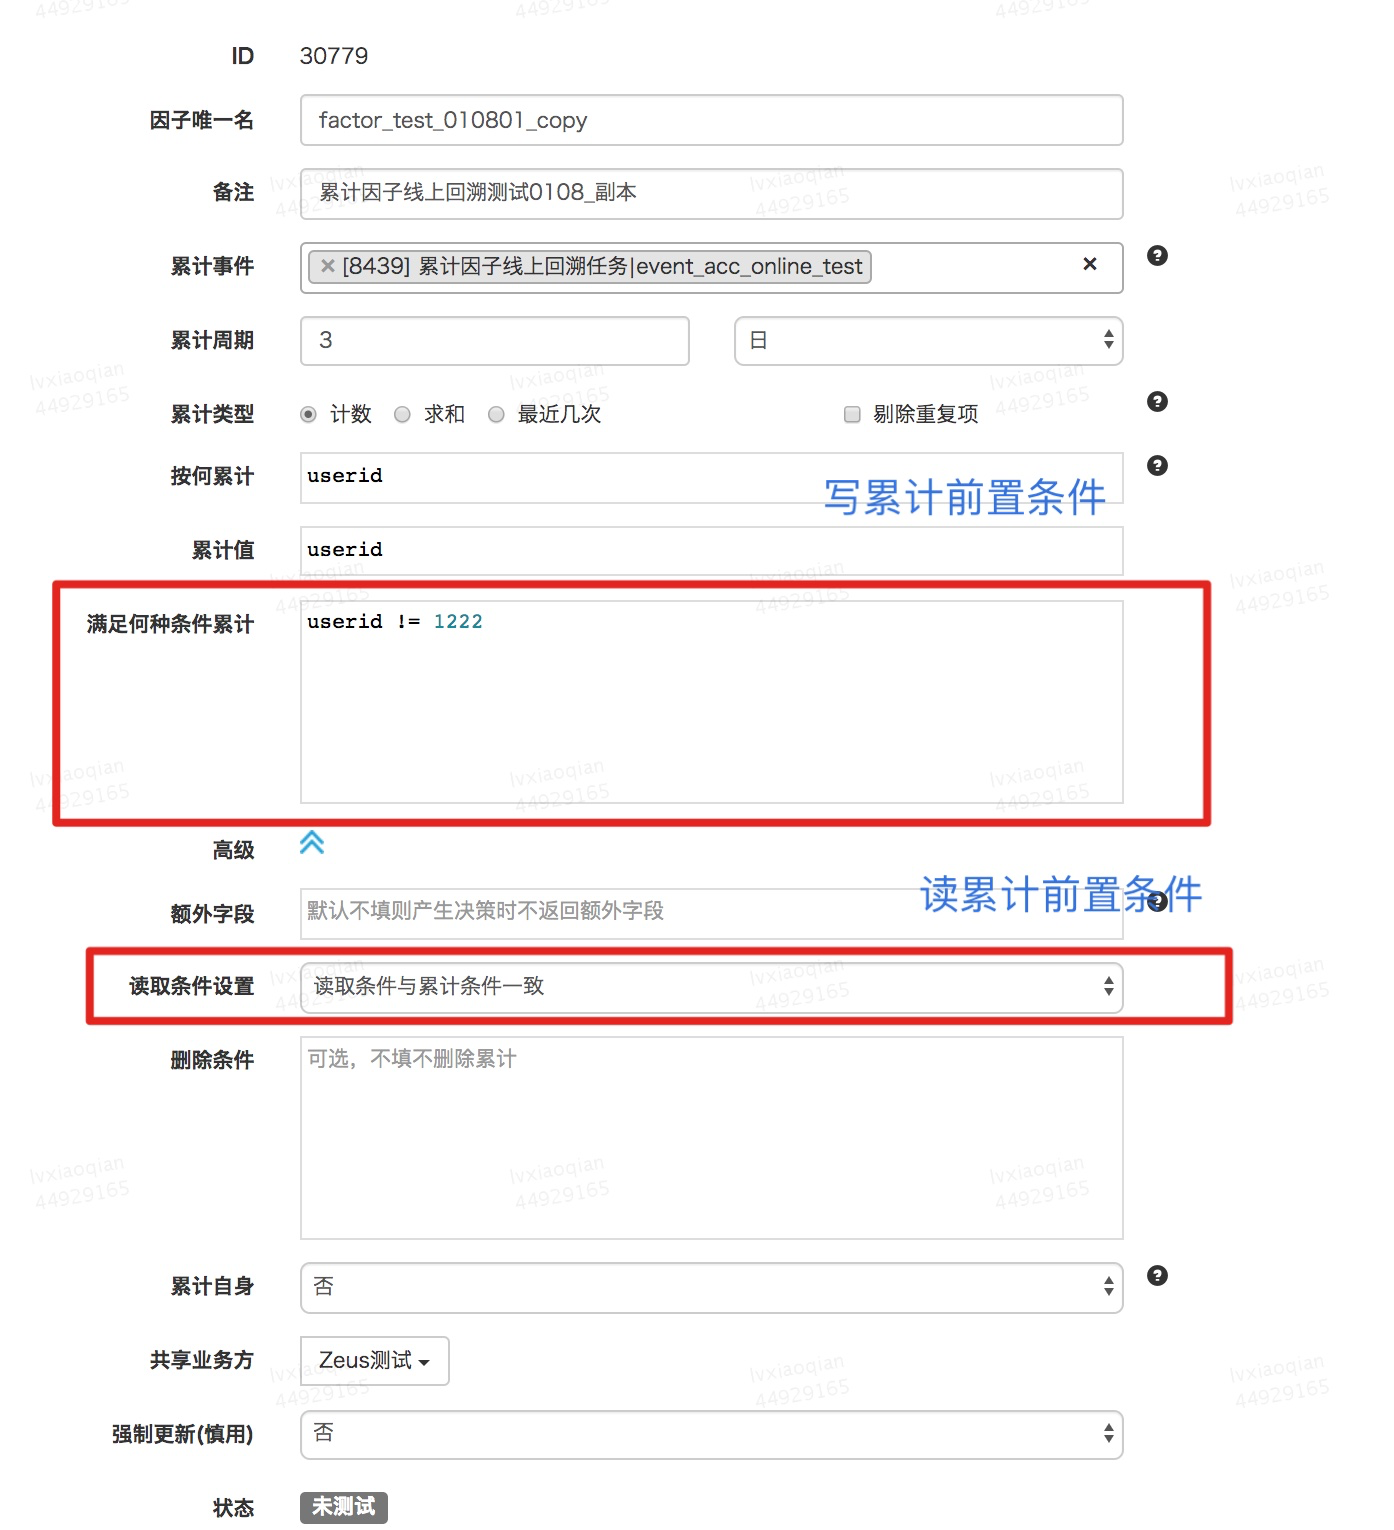 ID 30779
因子唯一名 factor_test_010801_copy
备注 累计因子线上回溯测试0108_副本
累计事件 ×[8439] 累计因子线上回溯任务|event_acc_online_test ×
累计周期 3 日
累计类型 计数 求和 最近几次 剔除重复项
按何累计 userid
写累计前置条件
累计值 userid
满足何种条件累计 userid != 1222
高级
读累计前置条件
额外字段 默认不填则产生决策时不返回额外字段
读取条件设置 读取条件与累计条件一致
删除条件 可选，不填不删除累计
累计自身 否
共享业务方 Zeus测试
强制更新(慎用) 否
状态 未测试
lvxiaoqian
44929165